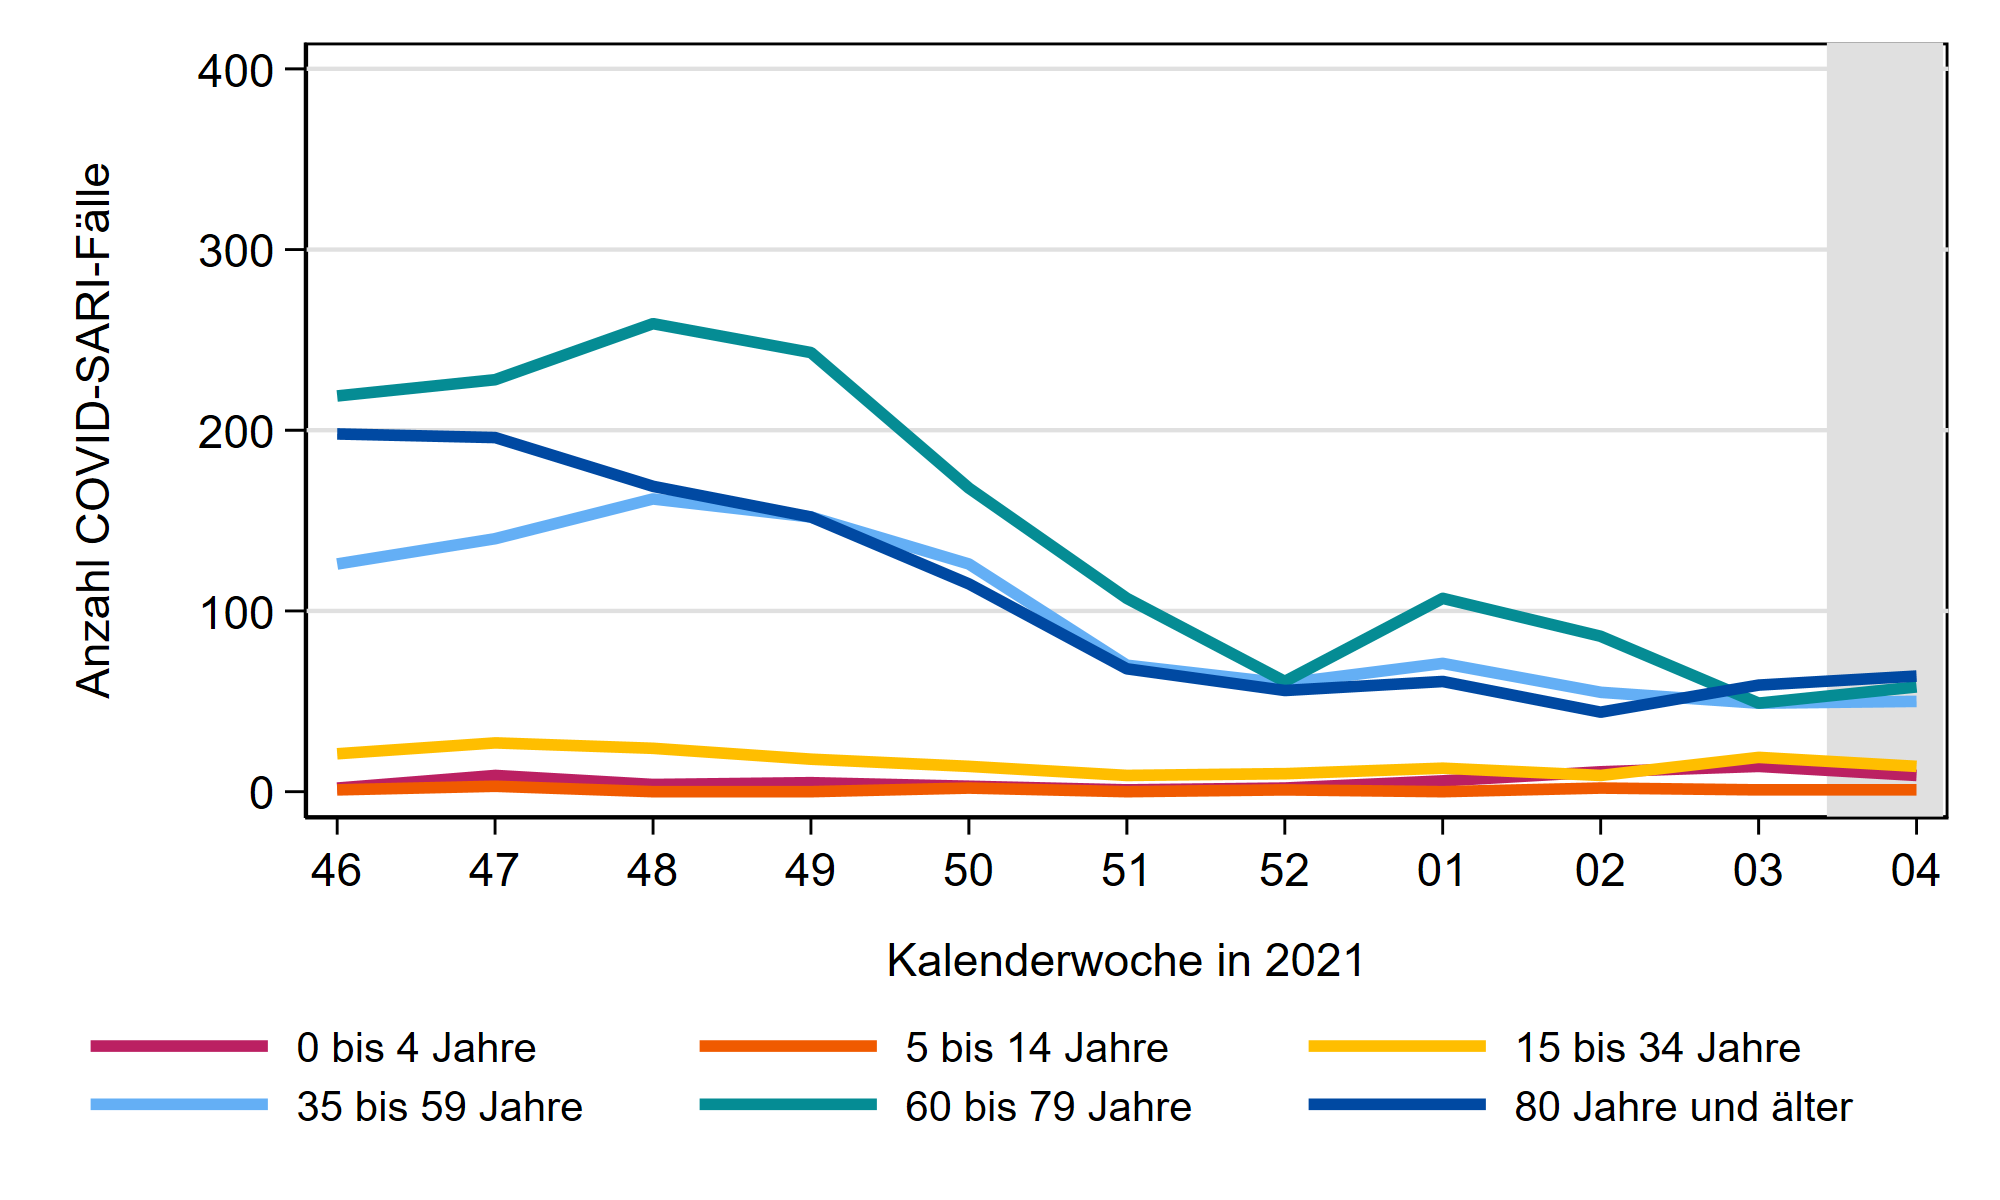 Anzahl COVID-SARI-Fälle
400
300
200
100
0
46 47 48 49 50 51 52 01 02 03 04
Kalenderwoche in 2021
0 bis 4 Jahre 5 bis 14 Jahre 15 bis 34 Jahre
35 bis 59 Jahre 60 bis 79 Jahre 80 Jahre und älter